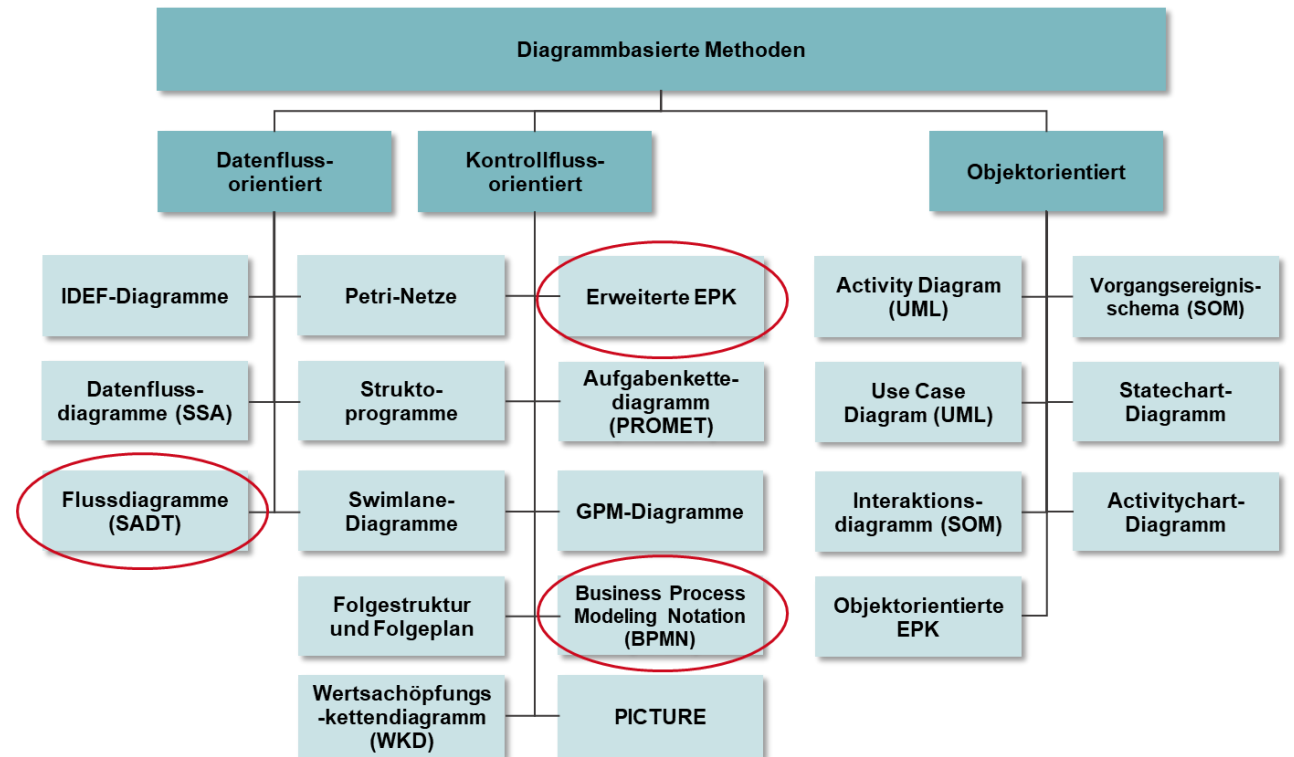 Diagrammbasierte Methoden
Datenfluss-
orientiert
Kontrollfluss-
orientiert
Objektorientiert
IDEF-Diagramme
Petri-Netze
Erweiterte EPK
Activity Diagram
(UML)
Vorgangsereignis-
schema (SOM)
Datenfluss-
diagramme (SSA)
Strukto-
programme
Aufgabenkette-
diagramm
(PROMET)
Use Case
Diagram (UML)
Statechart-
Diagramm
Flussdiagramme
(SADT)
Swimlane-
Diagramme
GPM-Diagramme
Interaktions-
diagramm (SOM)
Activitychart-
Diagramm
Folgestruktur
und Folgeplan
Business Process
Modeling Notation
(BPMN)
Objektorientierte
EPK
Wertsachöpfungs
-kettendiagramm
(WKD)
PICTURE